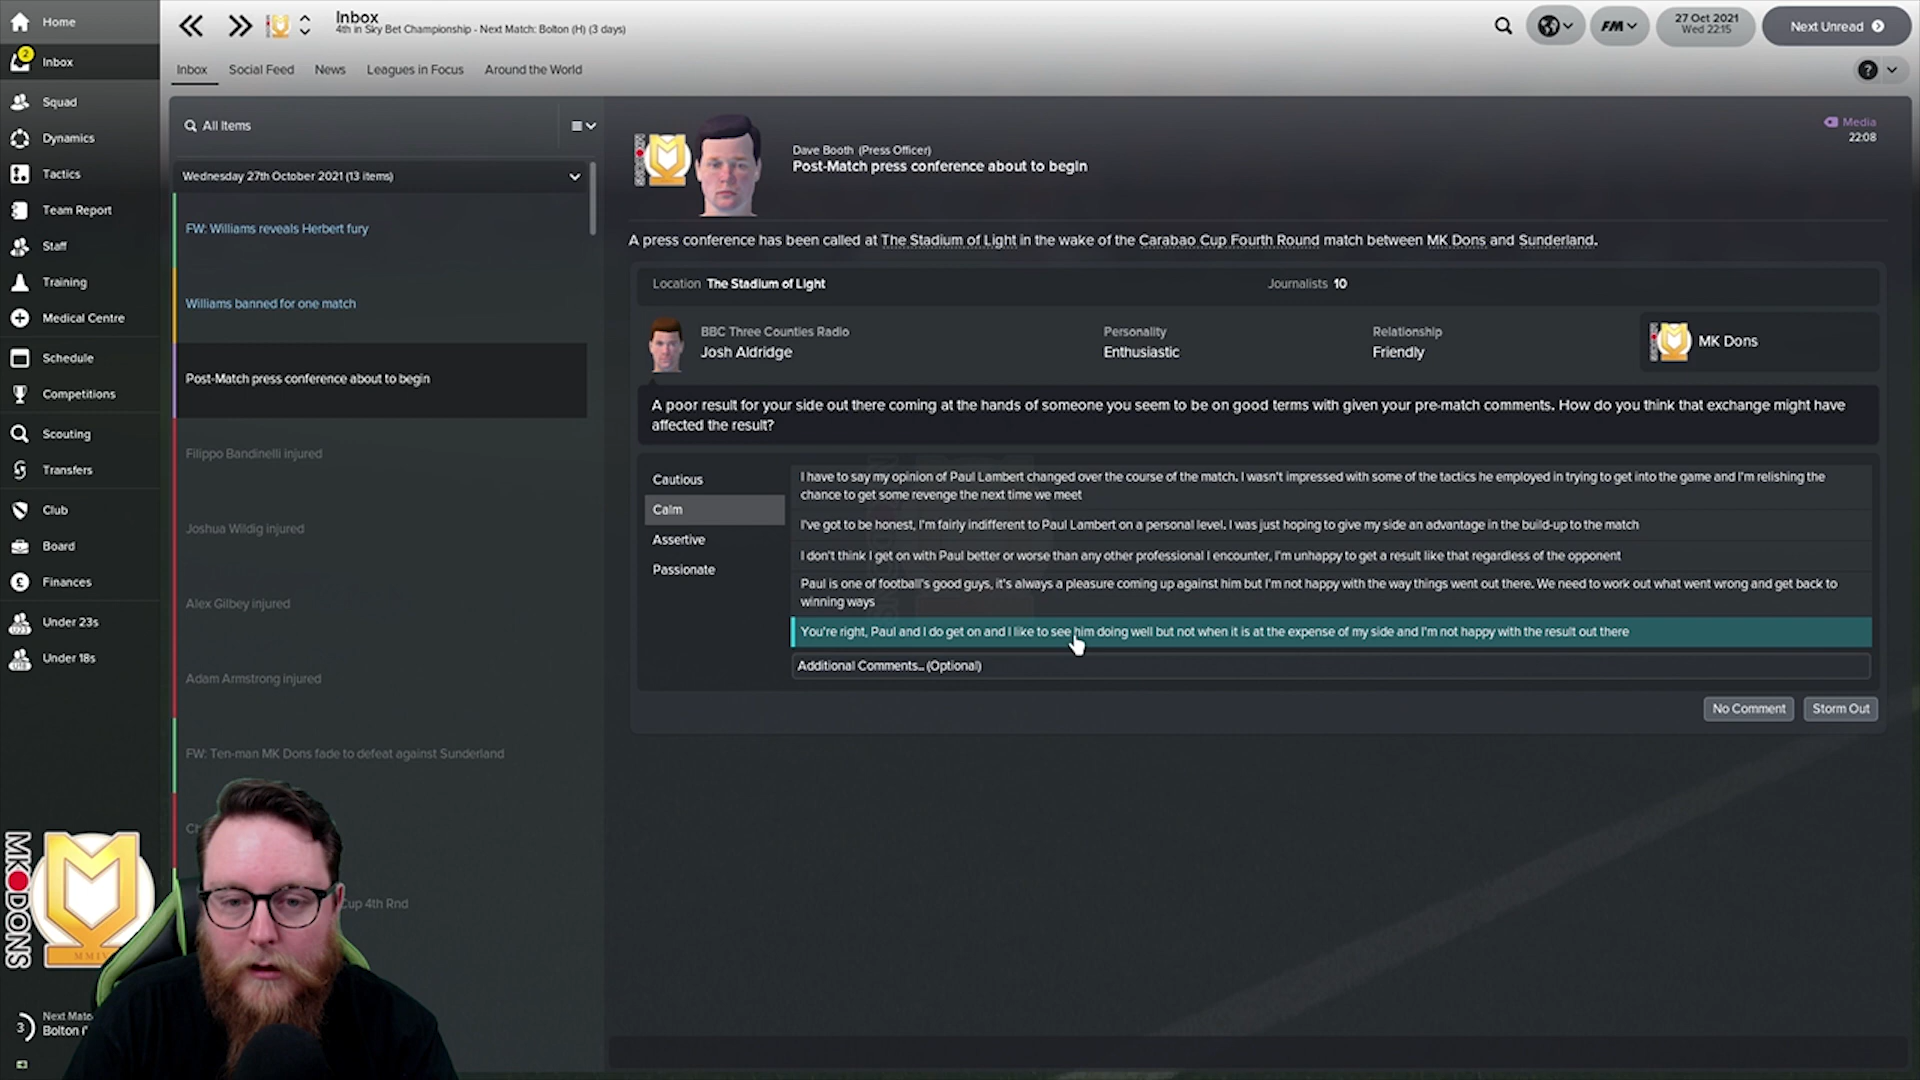 Home
2
Inbox
Squad
Dynamics
Tactics
Team Report
Staff
Training
Medical Centre
Schedule
Competitions
Scouting
Transfers
Club
Board
Finances
Under 23s
Under 18s
MK DONS
MMIV
3
Next Matc
Bolton (
Inbox
4th in Sky Bet Championship - Next Match: Bolton (H) (3 days)
FM
27 Oct 2021
Wed 22:15
Next Unread
Inbox
Social Feed
News
Leagues in Focus
Around the World
?
All Items
Wednesday 27th October 2021 (13 items)
FW: Williams reveals Herbert fury
Williams banned for one match
Post-Match press conference about to begin
Filippo Bandinelli injured
Joshua Wildig injured
Alex Gilbey injured
Adam Armstrong injured
FW: Ten-man MK Dons fade to defeat against Sunderland
Cup 4th Rnd
Dave Booth (Press Officer)
Post-Match press conference about to begin
Media
22:08
A press conference has been called at The Stadium of Light in the wake of the Carabao Cup Fourth Round match between MK Dons and Sunderland.
Location The Stadium of Light
Journalists 10
BBC Three Counties Radio
Josh Aldridge
Personality
Enthusiastic
Relationship
Friendly
MK Dons
A poor result for your side out there coming at the hands of someone you seem to be on good terms with given your pre-match comments. How do you think that exchange might have
affected the result?
Cautious
Calm
Assertive
Passionate
I have to say my opinion of Paul Lambert changed over the course of the match. I wasn't impressed with some of the tactics he employed in trying to get into the game and I'm relishing the
chance to get some revenge the next time we meet
I've got to be honest, I'm fairly indifferent to Paul Lambert on a personal level. I was just hoping to give my side an advantage in the build-up to the match
I don't think I get on with Paul better or worse than any other professional I encounter, I'm unhappy to get a result like that regardless of the opponent
Paul is one of football's good guys, it's always a pleasure coming up against him but I'm not happy with the way things went out there. We need to work out what went wrong and get back to
winning ways
You're right, Paul and I do get on and I like to see him doing well but not when it is at the expense of my side and I'm not happy with the result out there
Additional Comments... (Optional)
No Comment
Storm Out